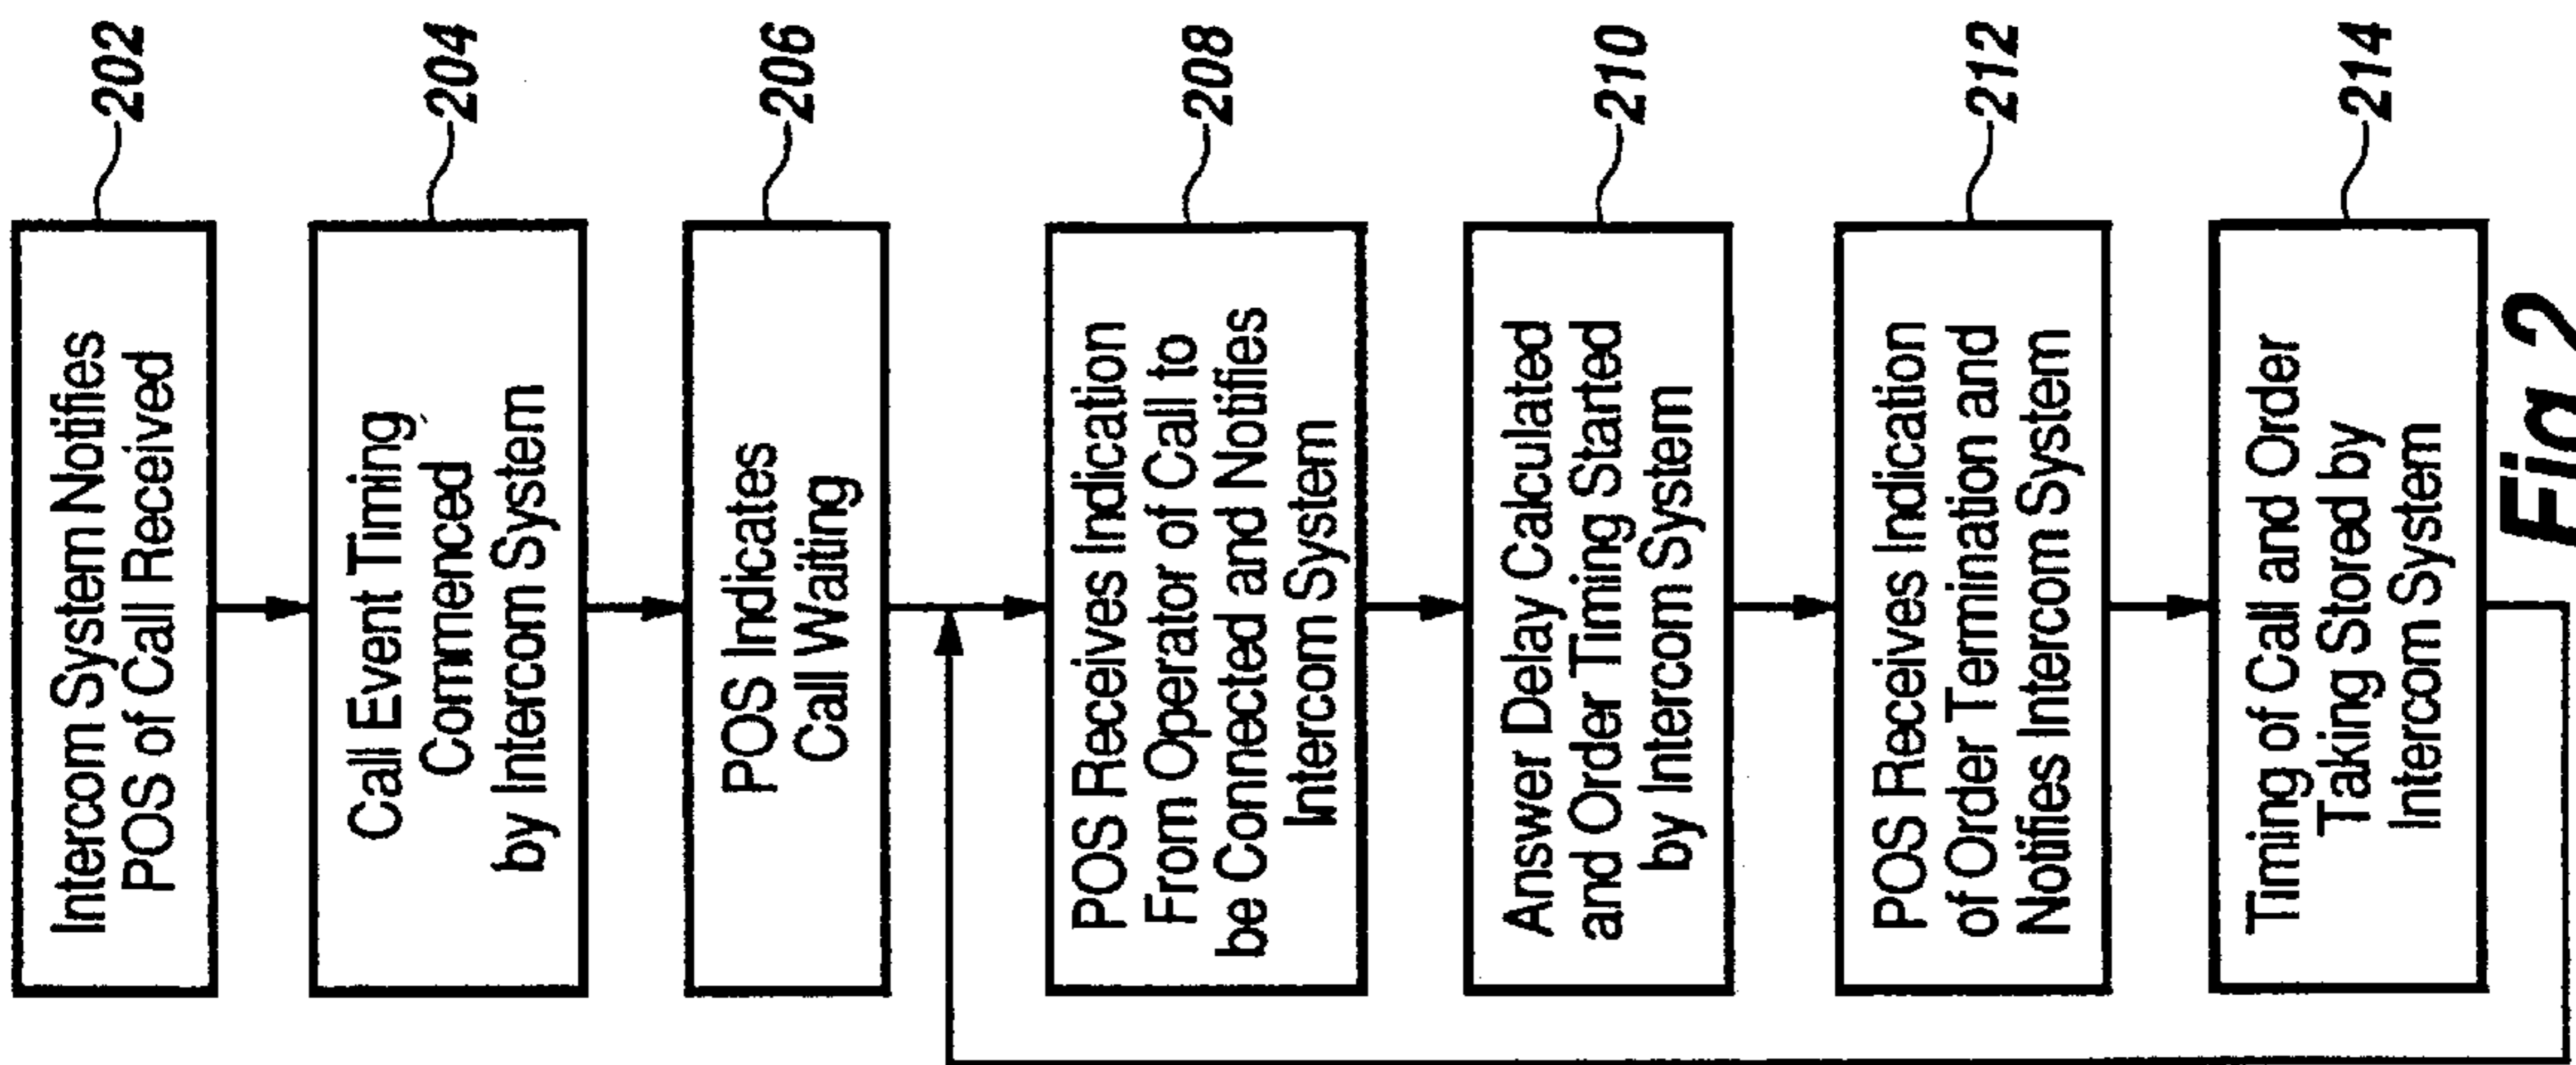 Intercom System Notifies
POS of Call Received
202
Call Event Timing
Commenced
by Intercom System
204
POS Indicates
Call Waiting
206
POS Receives Indication
From Operator of Call to
be Connected and Notifies
Intercom System
208
Answer Delay Calculated
and Order Timing Started
by Intercom System
210
POS Receives Indication
of Order Termination and
Notifies Intercom System
212
Timing of Call and Order
Taking Stored by
Intercom System
214
Fig 2